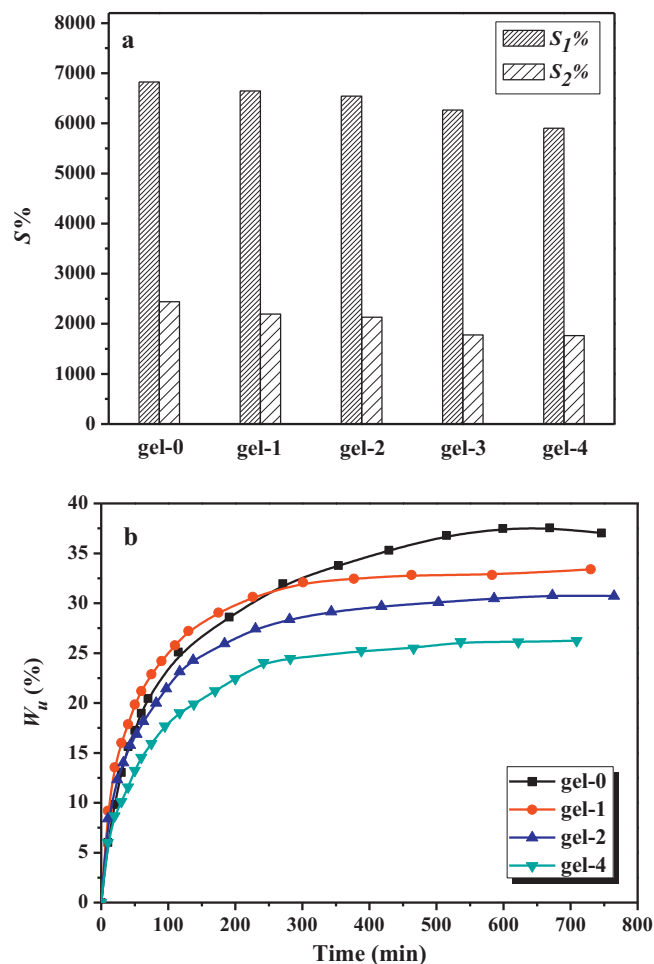 a
S₁%
S₂%
8000
7000
6000
5000
4000
3000
2000
1000
0
S%
gel-0 gel-1 gel-2 gel-3 gel-4
b
40
35
30
25
20
15
10
5
0
Wᵤ (%)
gel-0
gel-1
gel-2
gel-4
0 100 200 300 400 500 600 700 800
Time (min)